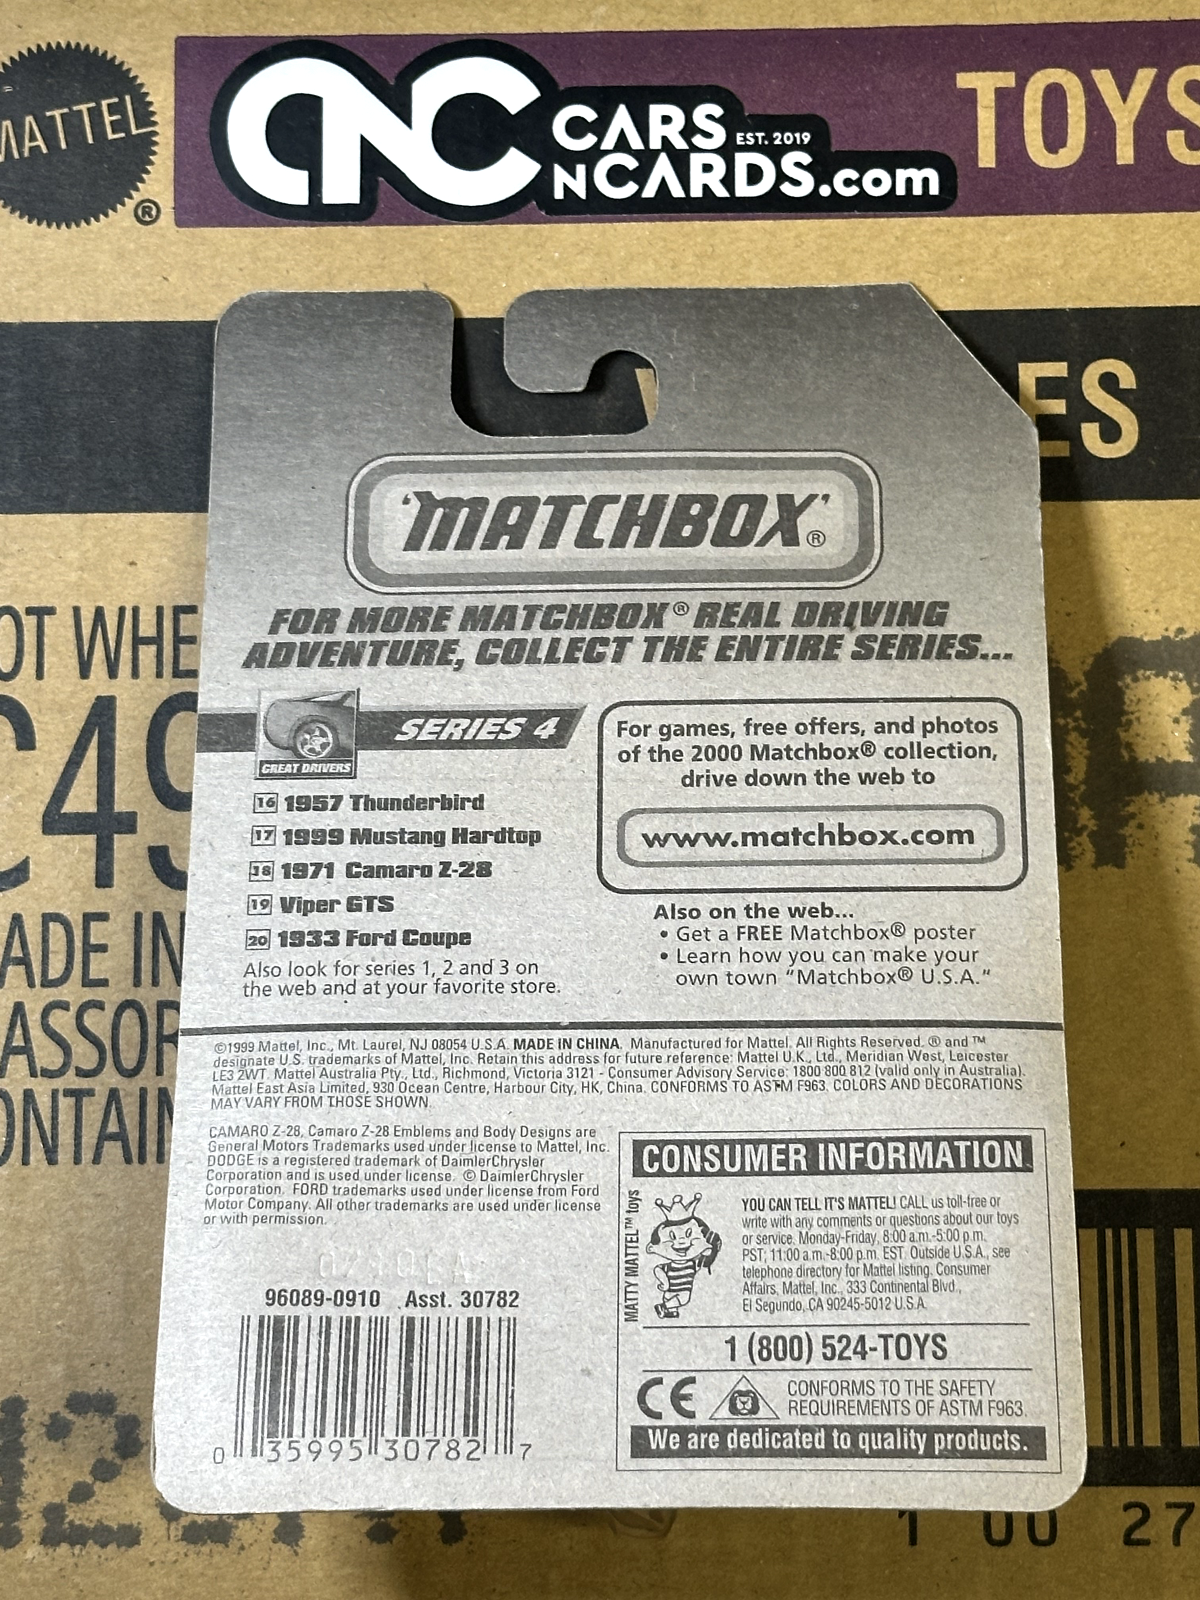 MATTEL
®
CNC
CARS
EST. 2019
NCARDS.com
TOYS
ES
'MATCHBOX'®
FOR MORE MATCHBOX® REAL DRIVING
ADVENTURE, COLLECT THE ENTIRE SERIES...
GREAT DRIVERS
SERIES 4
16 1957 Thunderbird
17 1999 Mustang Hardtop
18 1971 Camaro Z-28
19 Viper GTS
20 1933 Ford Coupe
Also look for series 1, 2 and 3 on
the web and at your favorite store.
For games, free offers, and photos
of the 2000 Matchbox® collection,
drive down the web to
www.matchbox.com
Also on the web...
• Get a FREE Matchbox® poster
• Learn how you can make your
own town "Matchbox® U.S.A."
©1999 Mattel, Inc., Mt. Laurel, NJ 08054 U.S.A. MADE IN CHINA. Manufactured for Mattel. All Rights Reserved. ® and ™
designate U.S. trademarks of Mattel, Inc. Retain this address for future reference: Mattel U.K., Ltd., Meridian West, Leicester
LE3 2WT. Mattel Australia Pty., Ltd., Richmond, Victoria 3121 - Consumer Advisory Service: 1800 800 812 (valid only in Australia).
Mattel East Asia Limited, 930 Ocean Centre, Harbour City, HK, China. CONFORMS TO ASTM F963. COLORS AND DECORATIONS
MAY VARY FROM THOSE SHOWN.
CAMARO Z-28, Camaro Z-28 Emblems and Body Designs are
General Motors Trademarks used under license to Mattel, Inc.
DODGE is a registered trademark of DaimlerChrysler
Corporation and is used under license. © DaimlerChrysler
Corporation. FORD trademarks used under license from Ford
Motor Company. All other trademarks are used under license
or with permission.
96089-0910 Asst. 30782
0 35995 30782 7
CONSUMER INFORMATION
MATTY MATTEL™ toys
YOU CAN TELL IT'S MATTEL! CALL us toll-free or
write with any comments or questions about our toys
or service. Monday-Friday, 8:00 a.m.-5:00 p.m.
PST; 11:00 a.m.-8:00 p.m. EST. Outside U.S.A., see
telephone directory for Mattel listing. Consumer
Affairs, Mattel, Inc., 333 Continental Blvd.,
El Segundo, CA 90245-5012 U.S.A.
1 (800) 524-TOYS
CE
CONFORMS TO THE SAFETY
REQUIREMENTS OF ASTM F963.
We are dedicated to quality products.
OT WHE
C49
ADE IN
ASSOR
ONTAIN
1 00 27